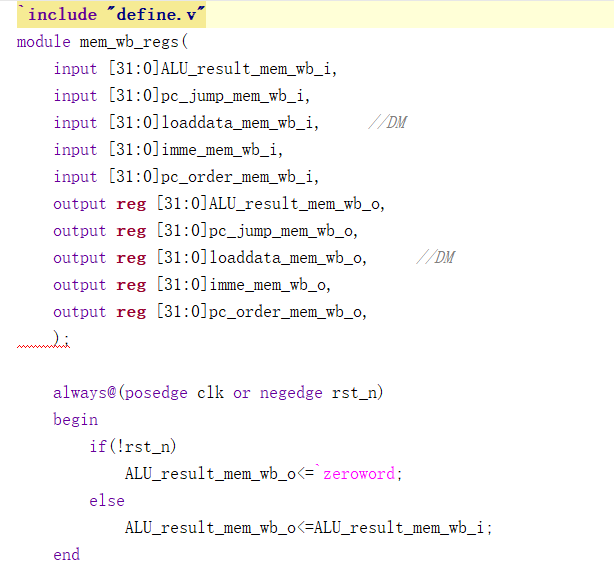 `include "define.v"
module mem_wb_regs(
    input [31:0]ALU_result_mem_wb_i,
    input [31:0]pc_jump_mem_wb_i,
    input [31:0]loaddata_mem_wb_i,     //DM
    input [31:0]imme_mem_wb_i,
    input [31:0]pc_order_mem_wb_i,
    output reg [31:0]ALU_result_mem_wb_o,
    output reg [31:0]pc_jump_mem_wb_o,
    output reg [31:0]loaddata_mem_wb_o,     //DM
    output reg [31:0]imme_mem_wb_o,
    output reg [31:0]pc_order_mem_wb_o,
    );
    always@(posedge clk or negedge rst_n)
    begin
        if(!rst_n)
            ALU_result_mem_wb_o<=`zeroword;
        else
            ALU_result_mem_wb_o<=ALU_result_mem_wb_i;
    end